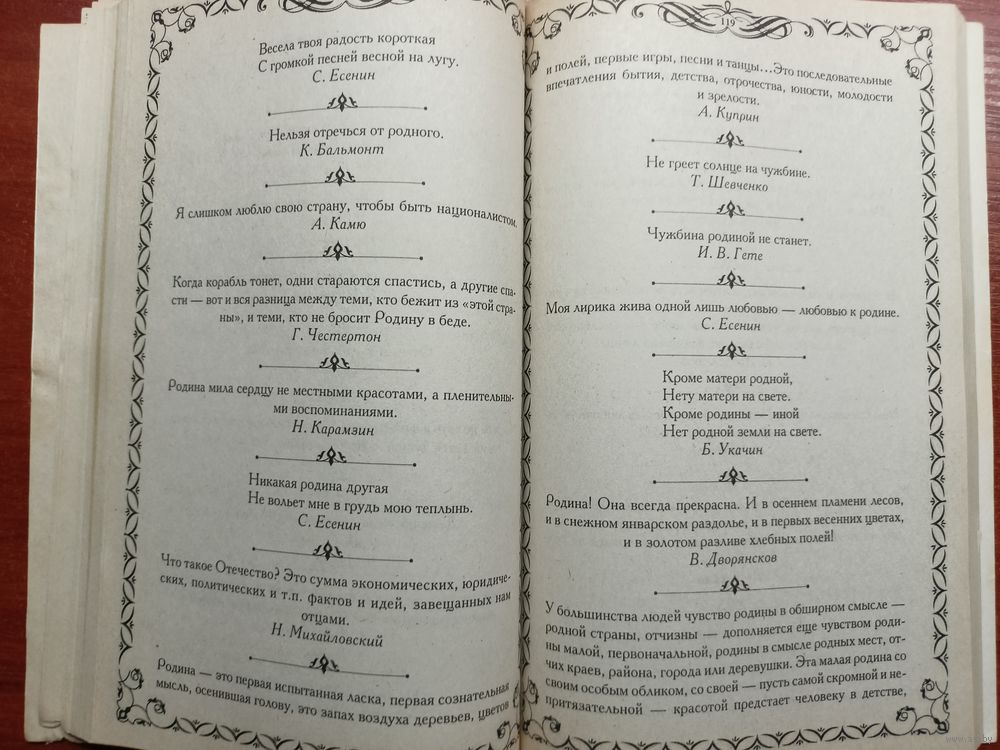 Весела твоя радость короткая
С громкой песней весной на лугу.
С. Есенин
Нельзя отречься от родного.
К. Бальмонт
Я слишком люблю свою страну, чтобы быть националистом.
А. Камю
Когда корабль тонет, одни стараются спастись, а другие спа-
сти — вот и вся разница между теми, кто бежит из «этой стра-
ны», и теми, кто не бросит Родину в беде.
Г. Честертон
Родина мила сердцу не местными красотами, а пленительны-
ми воспоминаниями.
Н. Карамзин
Никакая родина другая
Не вольет мне в грудь мою теплынь.
С. Есенин
Что такое Отечество? Это сумма экономических, юридиче-
ских, политических и т.п. фактов и идей, завещанных нам
отцами.
Н. Михайловский
Родина — это первая испытанная ласка, первая сознательная
мысль, осенившая голову, это запах воздуха деревьев, цветов
119
и полей, первые игры, песни и танцы...Это последовательные
впечатления бытия, детства, отрочества, юности, молодости
и зрелости.
А. Куприн
Не греет солнце на чужбине.
Т. Шевченко
Чужбина родиной не станет.
И. В. Гете
Моя лирика жива одной лишь любовью — любовью к родине.
С. Есенин
Кроме матери родной,
Нету матери на свете.
Кроме родины — иной
Нет родной земли на свете.
Б. Укачин
Родина! Она всегда прекрасна. И в осеннем пламени лесов,
и в снежном январском раздолье, и в первых весенних цветах,
и в золотом разливе хлебных полей!
В. Дворянсков
У большинства людей чувство родины в обширном смысле —
родной страны, отчизны — дополняется еще чувством роди-
ны малой, первоначальной, родины в смысле родных мест, от-
чих краев, района, города или деревушки. Эта малая родина со
своим особым обликом, со своей — пусть самой скромной и не-
притязательной — красотой предстает человеку в детстве,